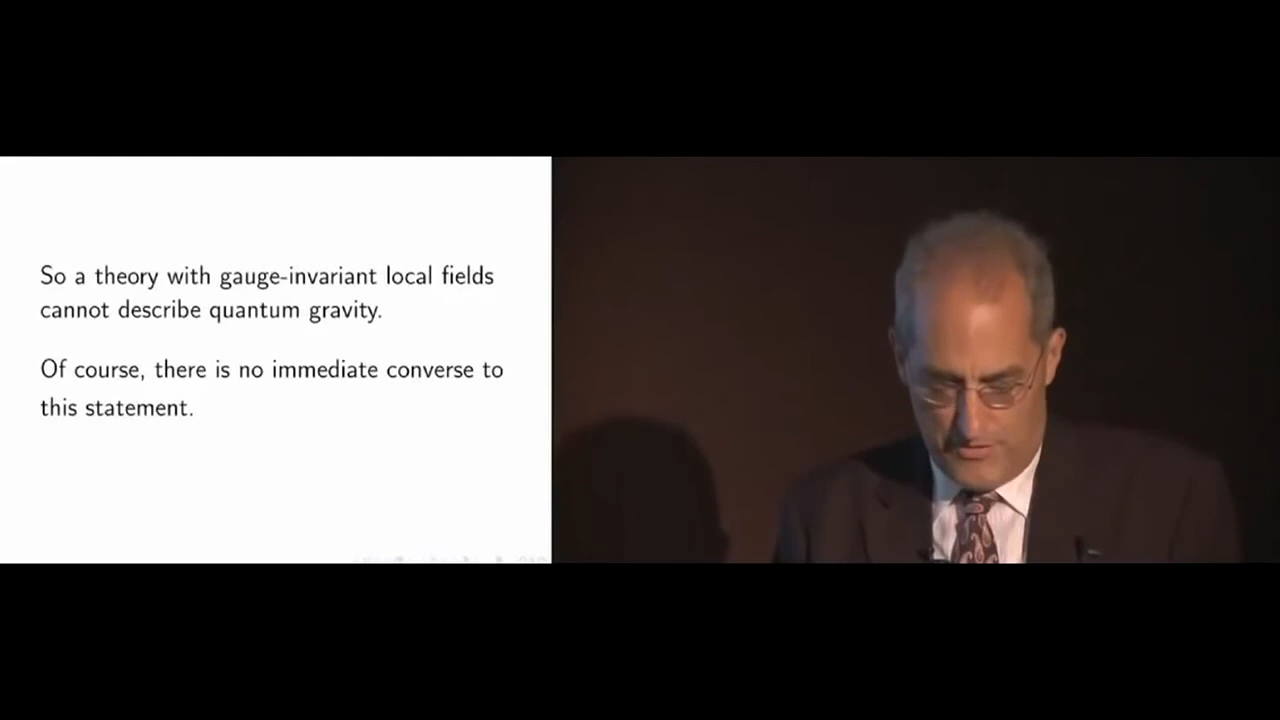 So a theory with gauge-invariant local fields
cannot describe quantum gravity.
Of course, there is no immediate converse to
this statement.